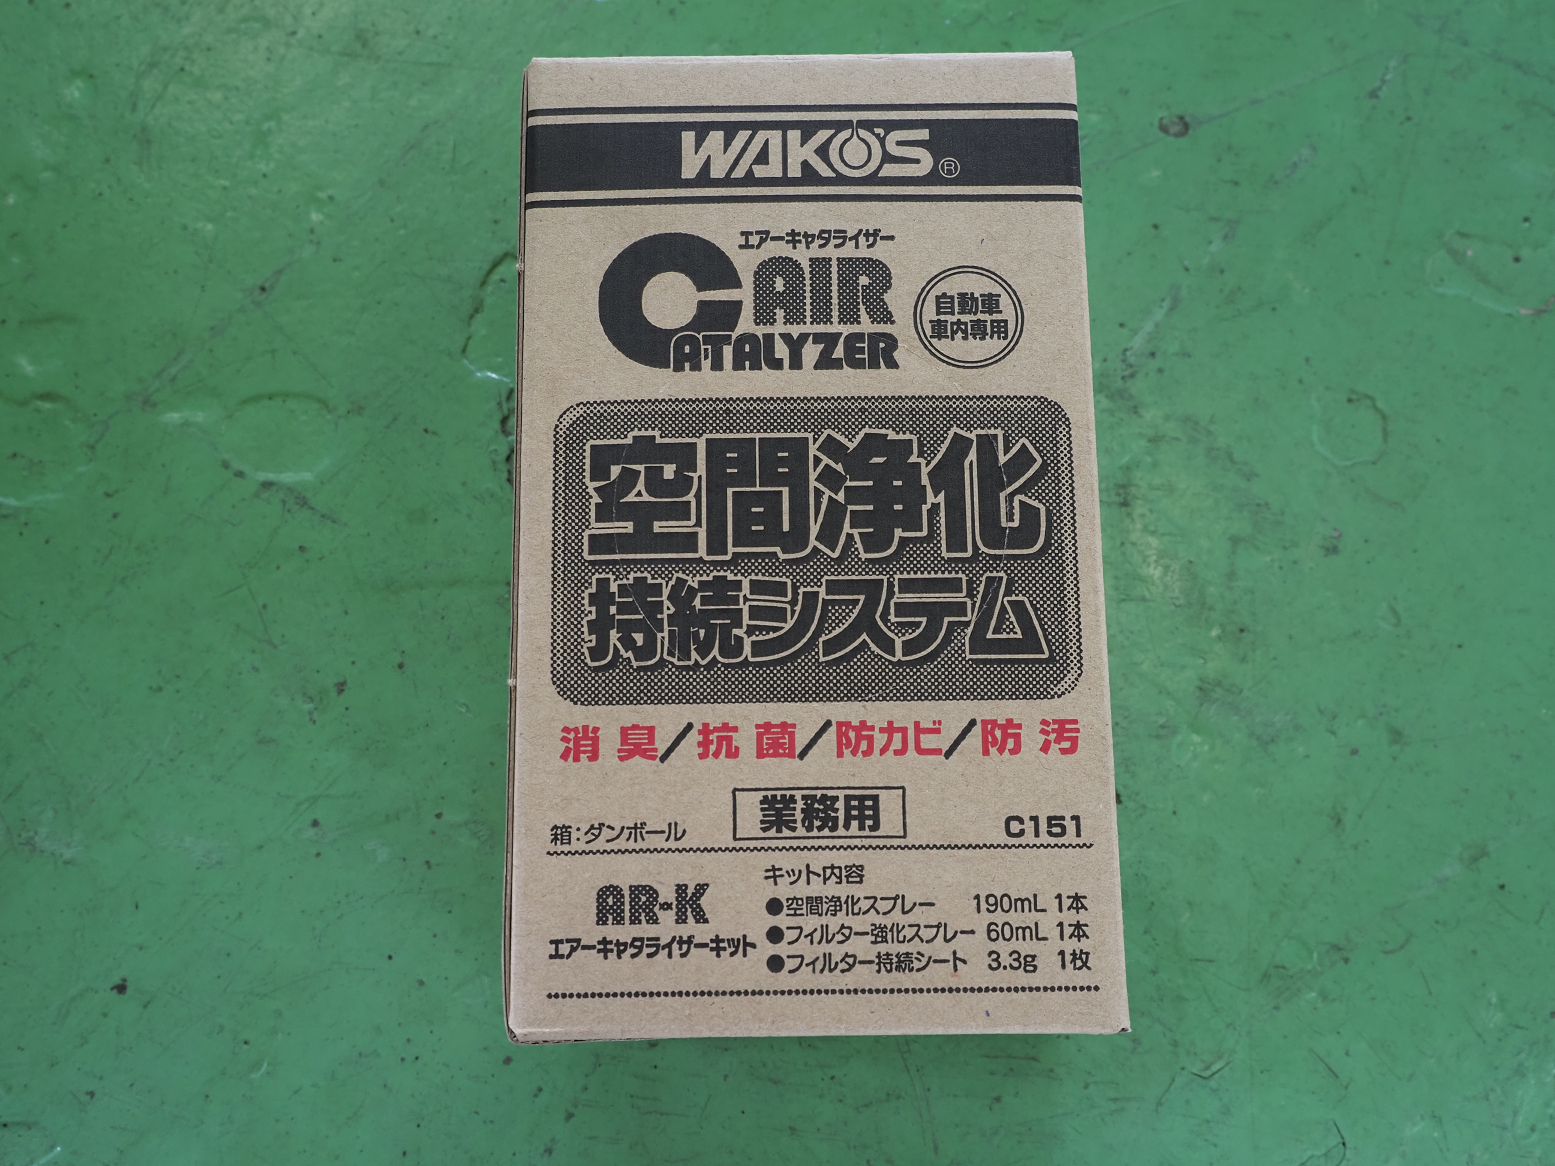 WAKO'S®
エアーキャタライザー
AIR
CATALYZER
自動車
車内専用
空間浄化
持続システム
消臭/抗菌/防カビ/防汚
業務用
箱:ダンボール
C151
AR-K
エアーキャタライザーキット
キット内容
●空間浄化スプレー 190mL 1本
●フィルター強化スプレー 60mL 1本
●フィルター持続シート 3.3g 1枚